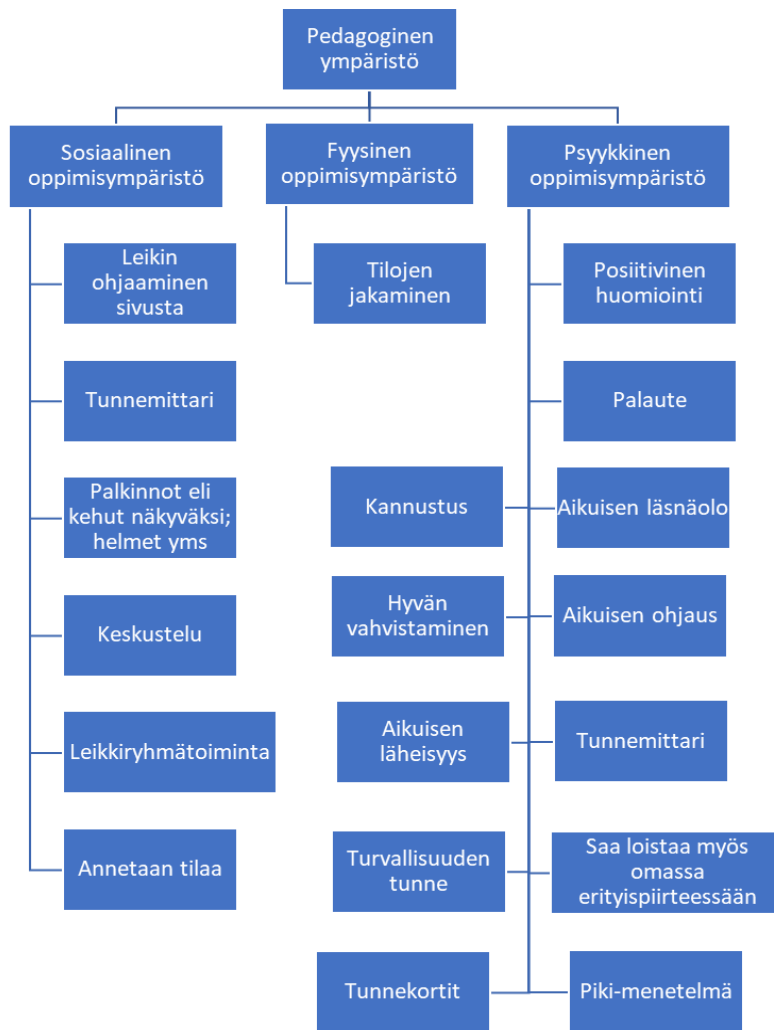 Pedagoginen
ympäristö
Sosiaalinen
oppimisympäristö
Fyysinen
oppimisympäristö
Psyykkinen
oppimisympäristö
Leikin
ohjaaminen
sivusta
Tunnemittari
Palkinnot eli
kehut näkyväksi;
helmet yms
Keskustelu
Leikkiryhmätoiminta
Annetaan tilaa
Tilojen
jakaminen
Posiitivinen
huomiointi
Palaute
Kannustus
Aikuisen läsnäolo
Hyvän
vahvistaminen
Aikuisen ohjaus
Aikuisen
läheisyys
Tunnemittari
Turvallisuuden
tunne
Saa loistaa myös
omassa
erityispiirteessään
Tunnekortit
Piki-menetelmä